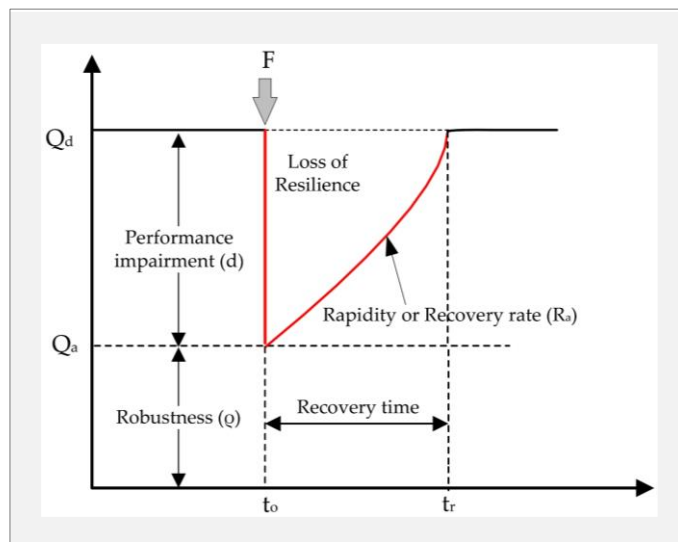 F
Qd
Loss of
Resilience
Performance
impairment (d)
Rapidity or Recovery rate (Ra)
Qa
Robustness (ϱ)
Recovery time
to
tr